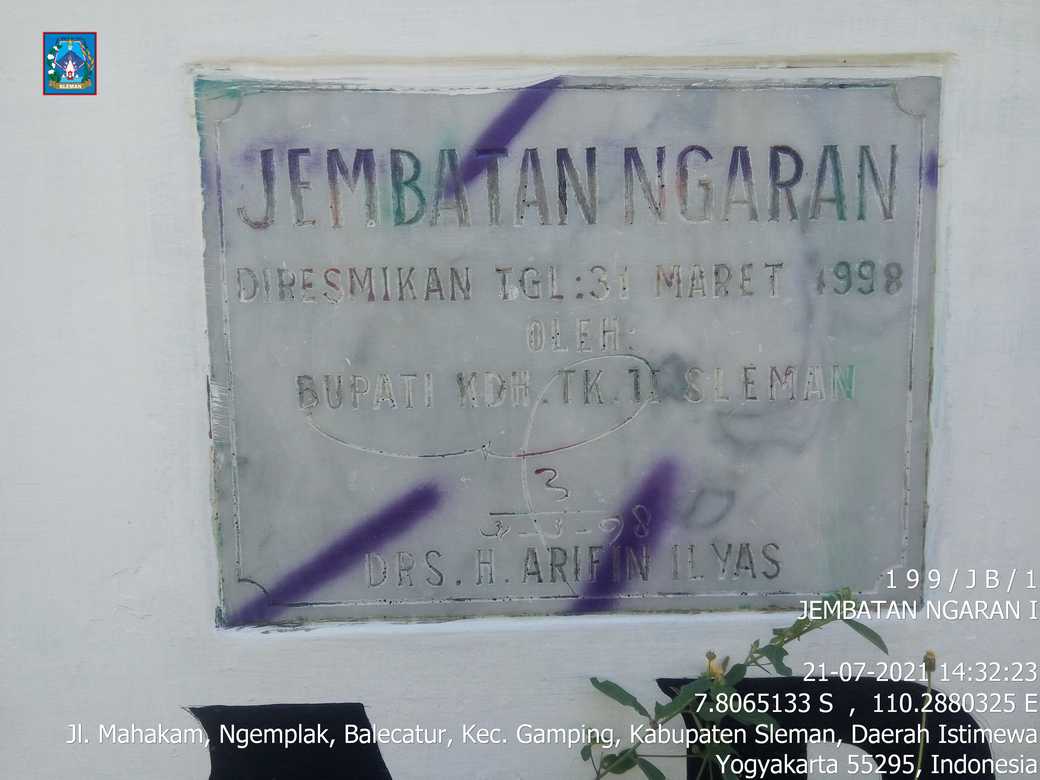 SLEMAN
JEMBATAN NGARAN
DIRESMIKAN TGL:31 MARET 1998
OLEH:
BUPATI KDH.TK.II SLEMAN
DRS. H. ARIFIN ILYAS
199/JB/1
JEMBATAN NGARAN I
21-07-2021 14:32:23
7.8065133 S , 110.2880325 E
Jl. Mahakam, Ngemplak, Balecatur, Kec. Gamping, Kabupaten Sleman, Daerah Istimewa
Yogyakarta 55295, Indonesia